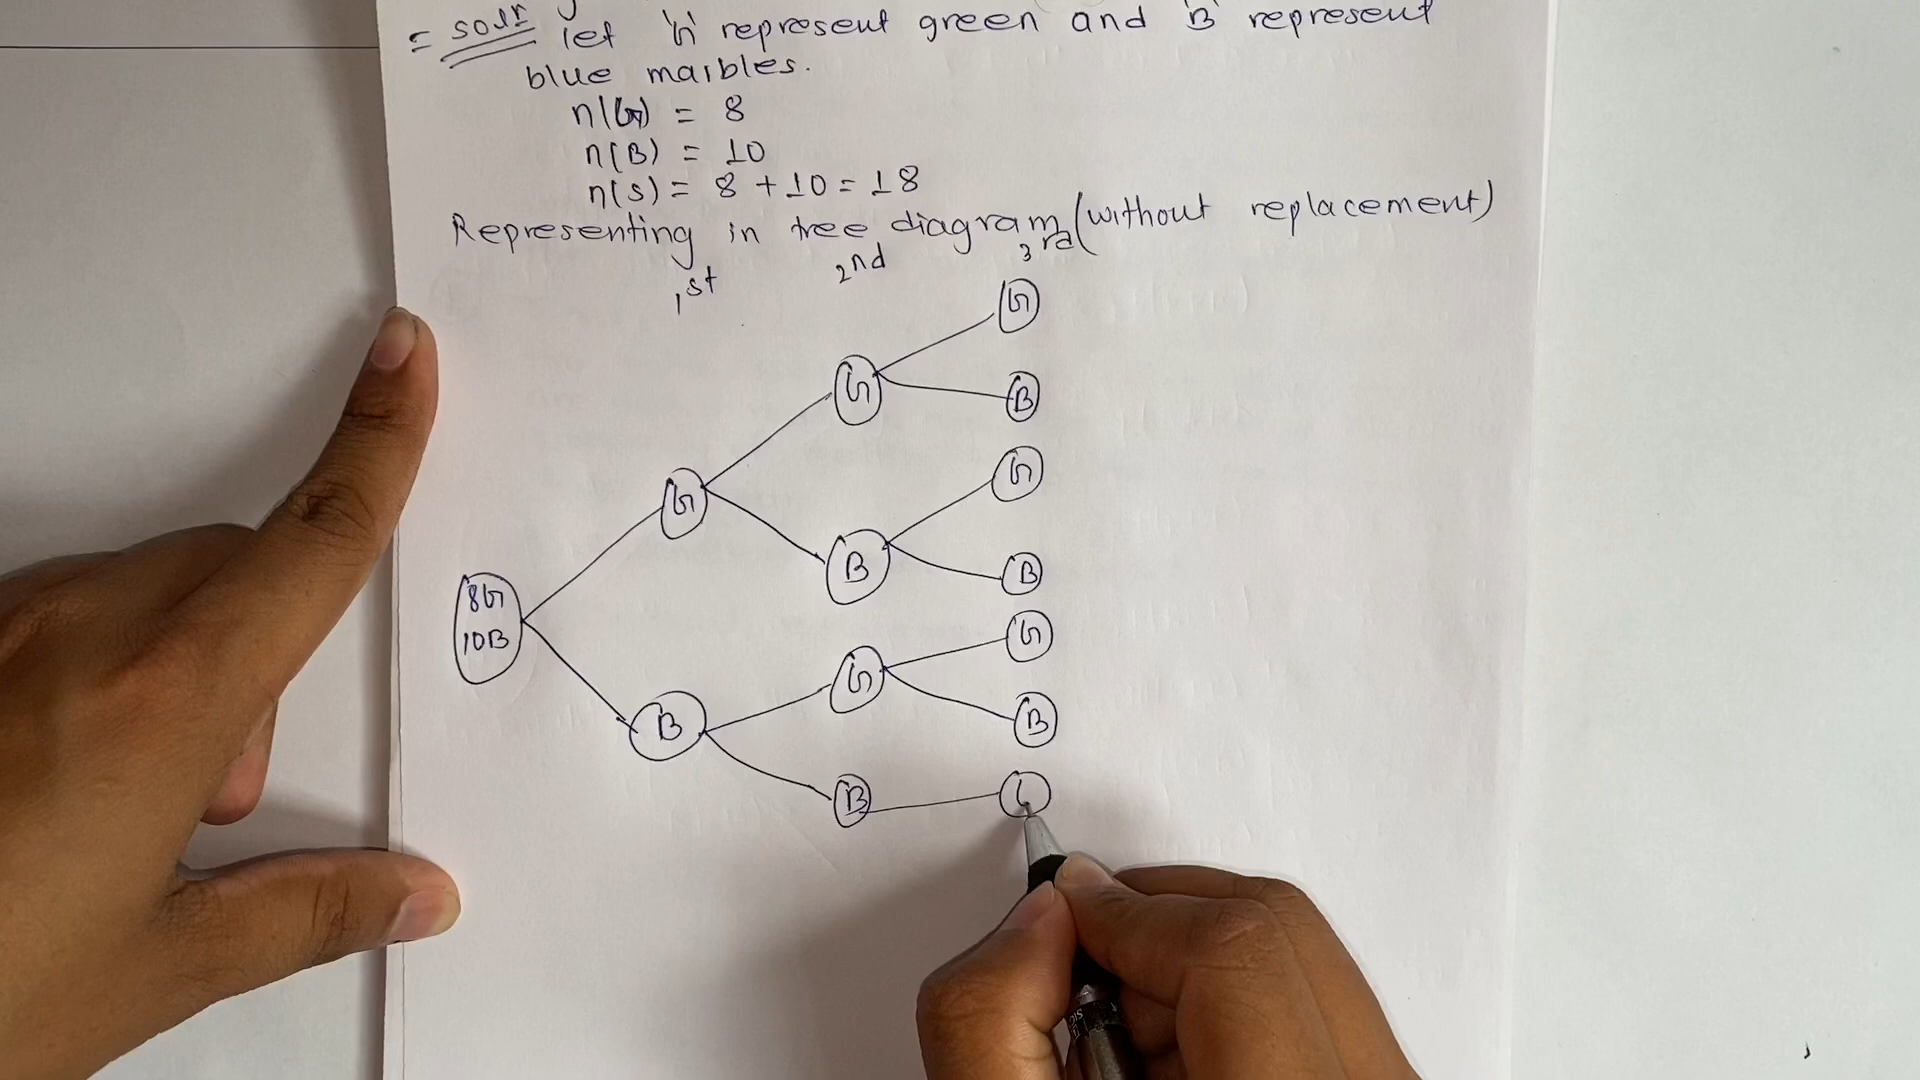 = soln let 'G' represent green and 'B' represent
blue marbles.
n(G) = 8
n(B) = 10
n(s) = 8 + 10 = 18
Representing in tree diagram (without replacement)
1st 2nd 3rd
G
G
B
G
G
B
B
8G
10B
G
G
B
B
B